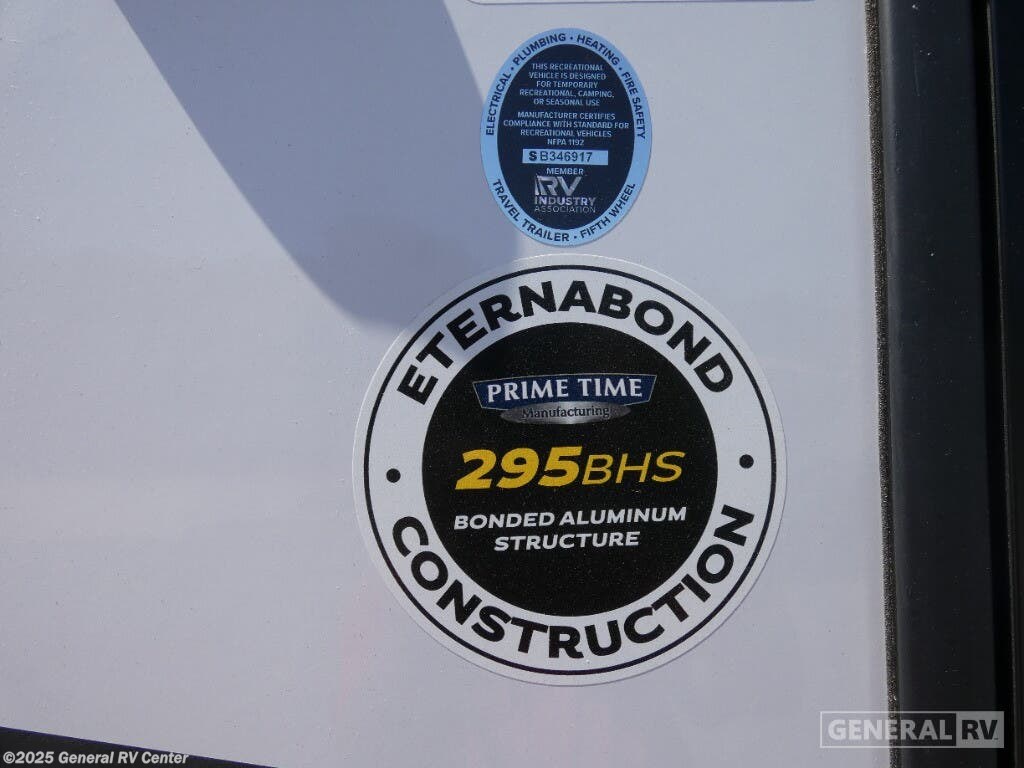 ELECTRICAL • PLUMBING • HEATING • FIRE SAFETY
THIS RECREATIONAL
VEHICLE IS DESIGNED
FOR TEMPORARY
RECREATIONAL, CAMPING,
OR SEASONAL USE
MANUFACTURER CERTIFIES
COMPLIANCE WITH STANDARD FOR
RECREATIONAL VEHICLES
NFPA 1192
SB346917
MEMBER
RV
INDUSTRY
ASSOCIATION
TRAVEL TRAILER • FIFTH WHEEL
ETERNABOND
PRIME TIME
Manufacturing
295BHS
BONDED ALUMINUM
STRUCTURE
CONSTRUCTION
GENERAL RV
©2025 General RV Center